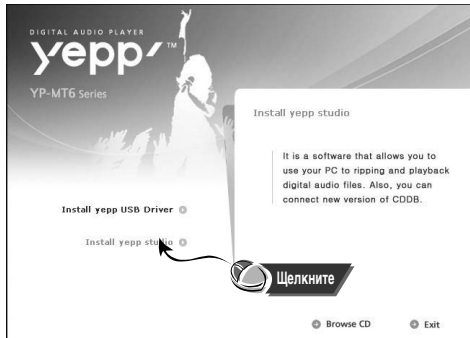 DIGITAL AUDIO PLAYER
yepp' TM
YP-MT6 Series
Install yepp studio
It is a software that allows you to
use your PC to ripping and playback
digital audio files. Also, you can
connect new version of CDDB.
Install yepp USB Driver
Install yepp studio
Щелкните
Browse CD
Exit